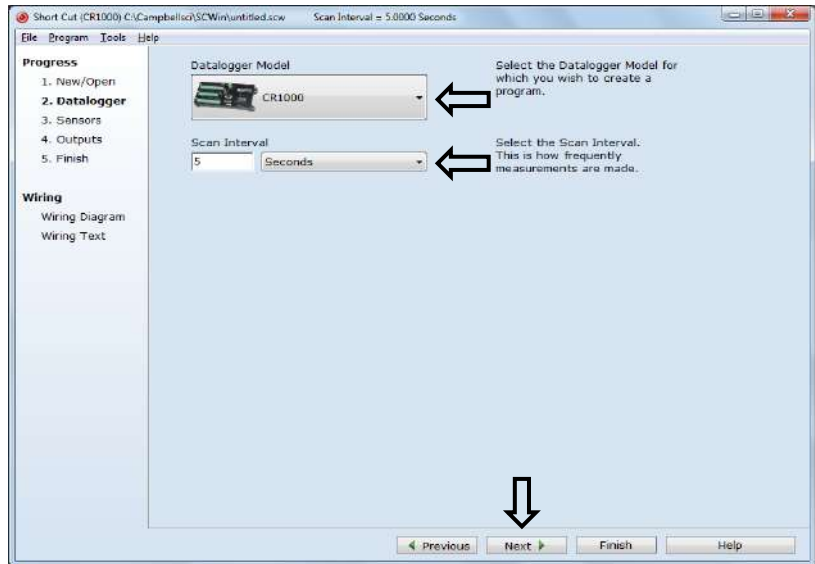 Short Cut (CR1000) C:\Campbellsci\SCWin\untitled.scw Scan Interval = 5.0000 Seconds
File Program Tools Help
Progress
1. New/Open
2. Datalogger
3. Sensors
4. Outputs
5. Finish
Wiring
Wiring Diagram
Wiring Text
Datalogger Model
CR1000
Select the Datalogger Model for
which you wish to create a
program.
Scan Interval
5 Seconds
Select the Scan Interval.
This is how frequently
measurements are made.
Previous Next Finish Help